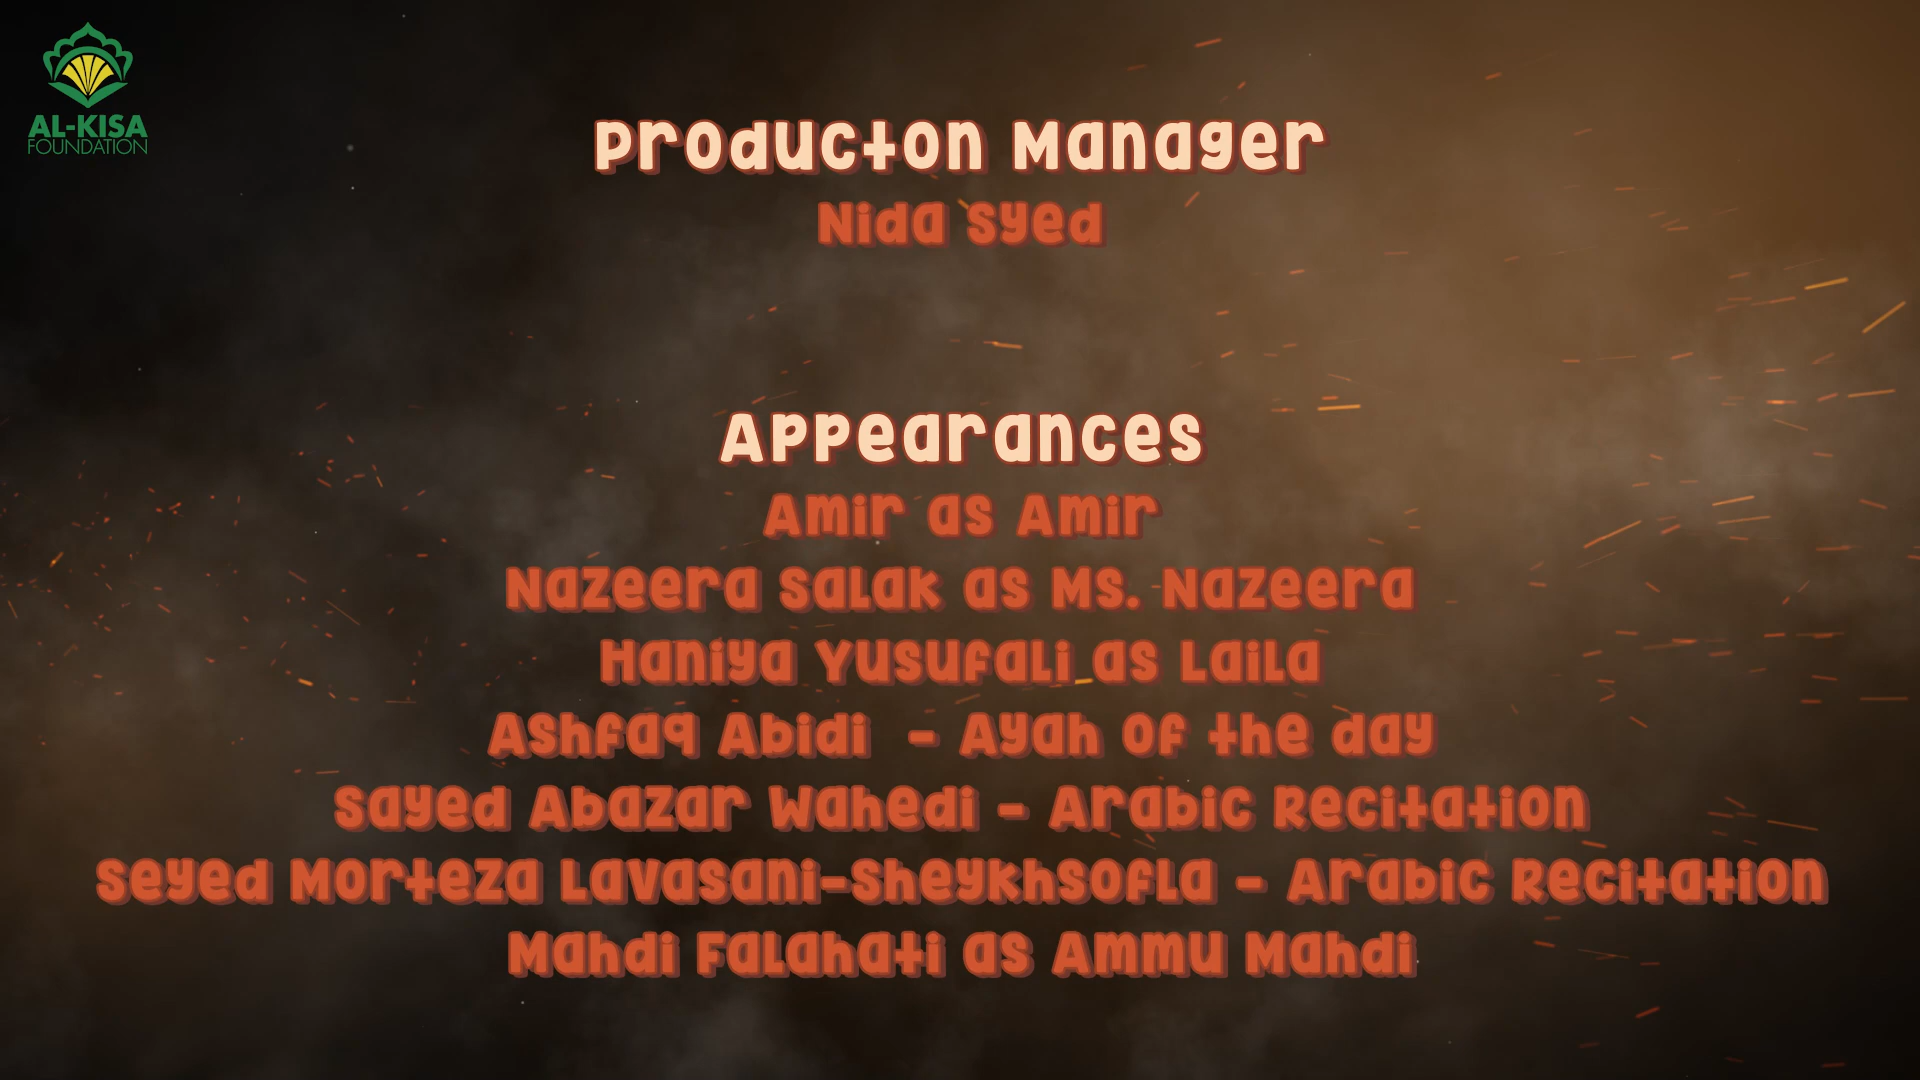 AL-KISA
FOUNDATION
Producton Manager
Nida Syed
Appearances
Amir as Amir
Nazeera Salak as Ms. Nazeera
Haniya Yusufali as Laila
Ashfaq Abidi - Ayah of the day
Sayed Abazar Wahedi - Arabic Recitation
Seyed Morteza Lavasani-Sheykhsofla - Arabic Recitation
Mahdi Falahati as Ammu Mahdi